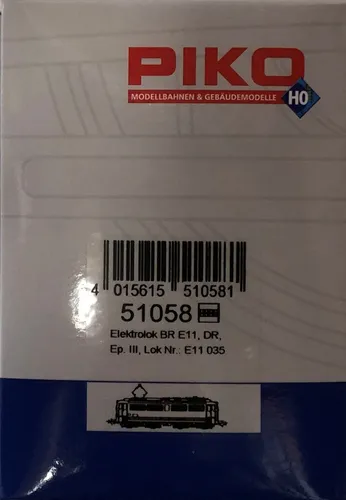 PIKO
MODELLBAHNEN & GEBÄUDEMODELLE
H0
4 015615 510581
51058
Elektrolok BR E11, DR,
Ep. III, Lok Nr.: E11 035